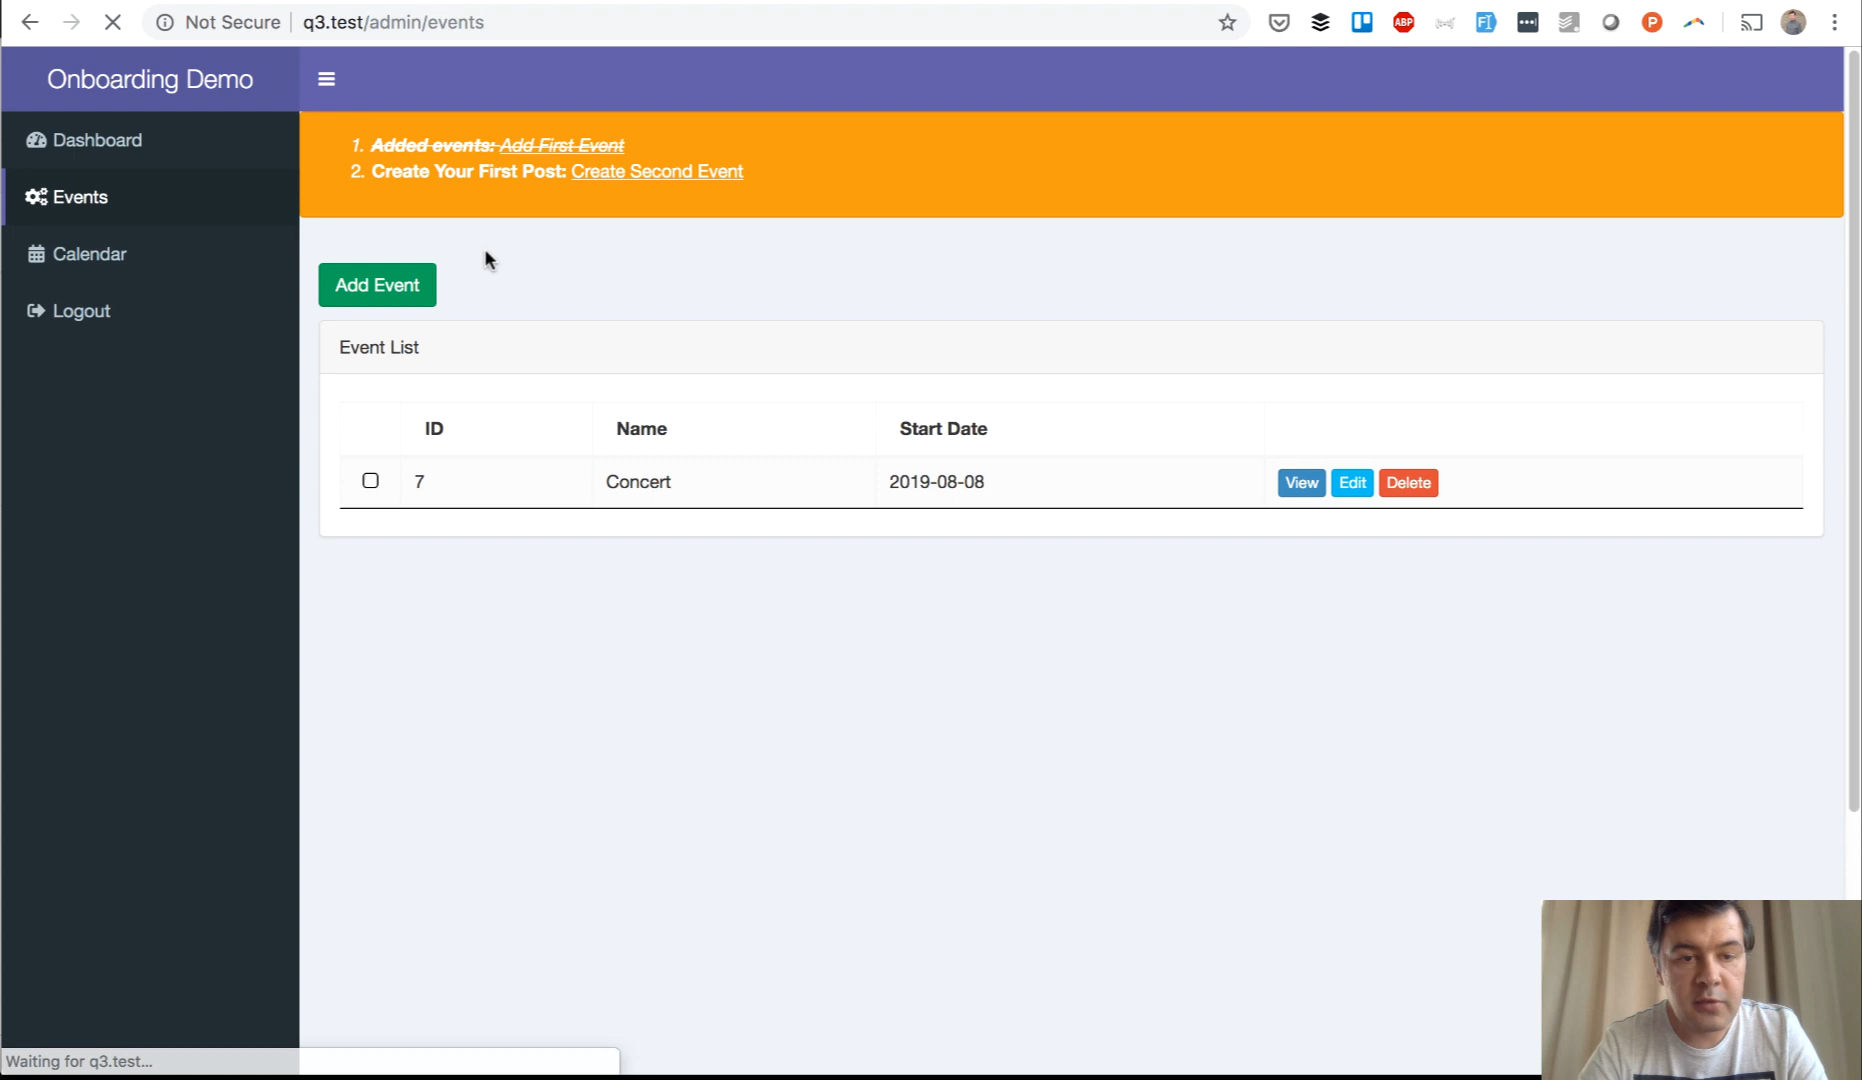 Not Secure q3.test/admin/events
ABP
F
P
Onboarding Demo
Dashboard
Events
Calendar
Logout
1. Added events: Add First Event
2. Create Your First Post: Create Second Event
Add Event
Event List
ID Name Start Date
7 Concert 2019-08-08 View Edit Delete
Waiting for q3.test...